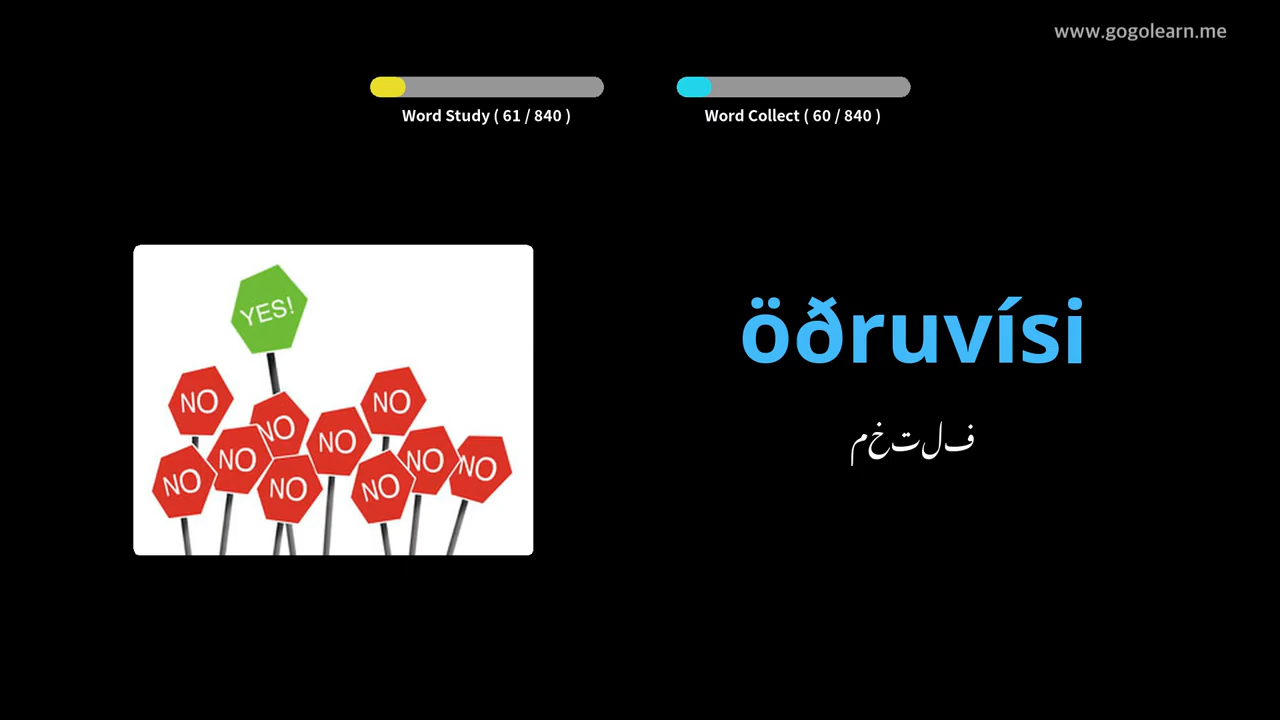 www.gogolearn.me
Word Study ( 61 / 840 )
Word Collect ( 60 / 840 )
YES!
NO
NO
NO
NO
NO
NO
NO
NO
NO
NO
öðruvísi
مختلف